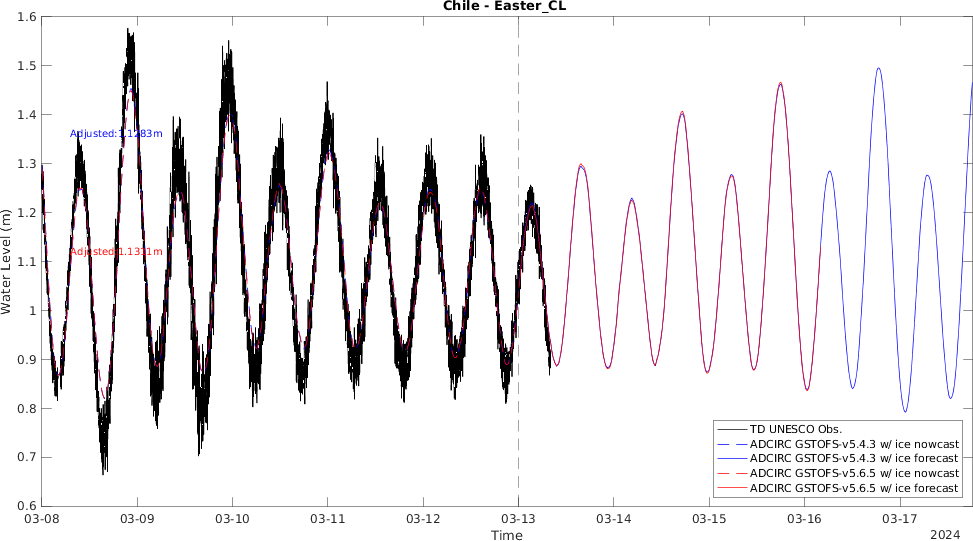 Chile - Easter_CL
1.6
1.5
1.4
1.3
1.2
1.1
1
0.9
0.8
0.7
0.6
Water Level (m)
Adjusted:1.1283m
Adjusted:1.1311m
03-08 03-09 03-10 03-11 03-12 03-13 03-14 03-15 03-16 03-17
Time
2024
TD UNESCO Obs.
ADCIRC GSTOFS-v5.4.3 w/ ice nowcast
ADCIRC GSTOFS-v5.4.3 w/ ice forecast
ADCIRC GSTOFS-v5.6.5 w/ ice nowcast
ADCIRC GSTOFS-v5.6.5 w/ ice forecast